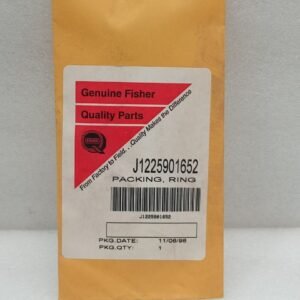 Genuine Fisher
Quality Parts
From Factory to Field. . .Quality Makes the Difference
J1225901652
PACKING, RING
J1225901652
PKG.DATE: 11/06/98
PKG.QTY: 1